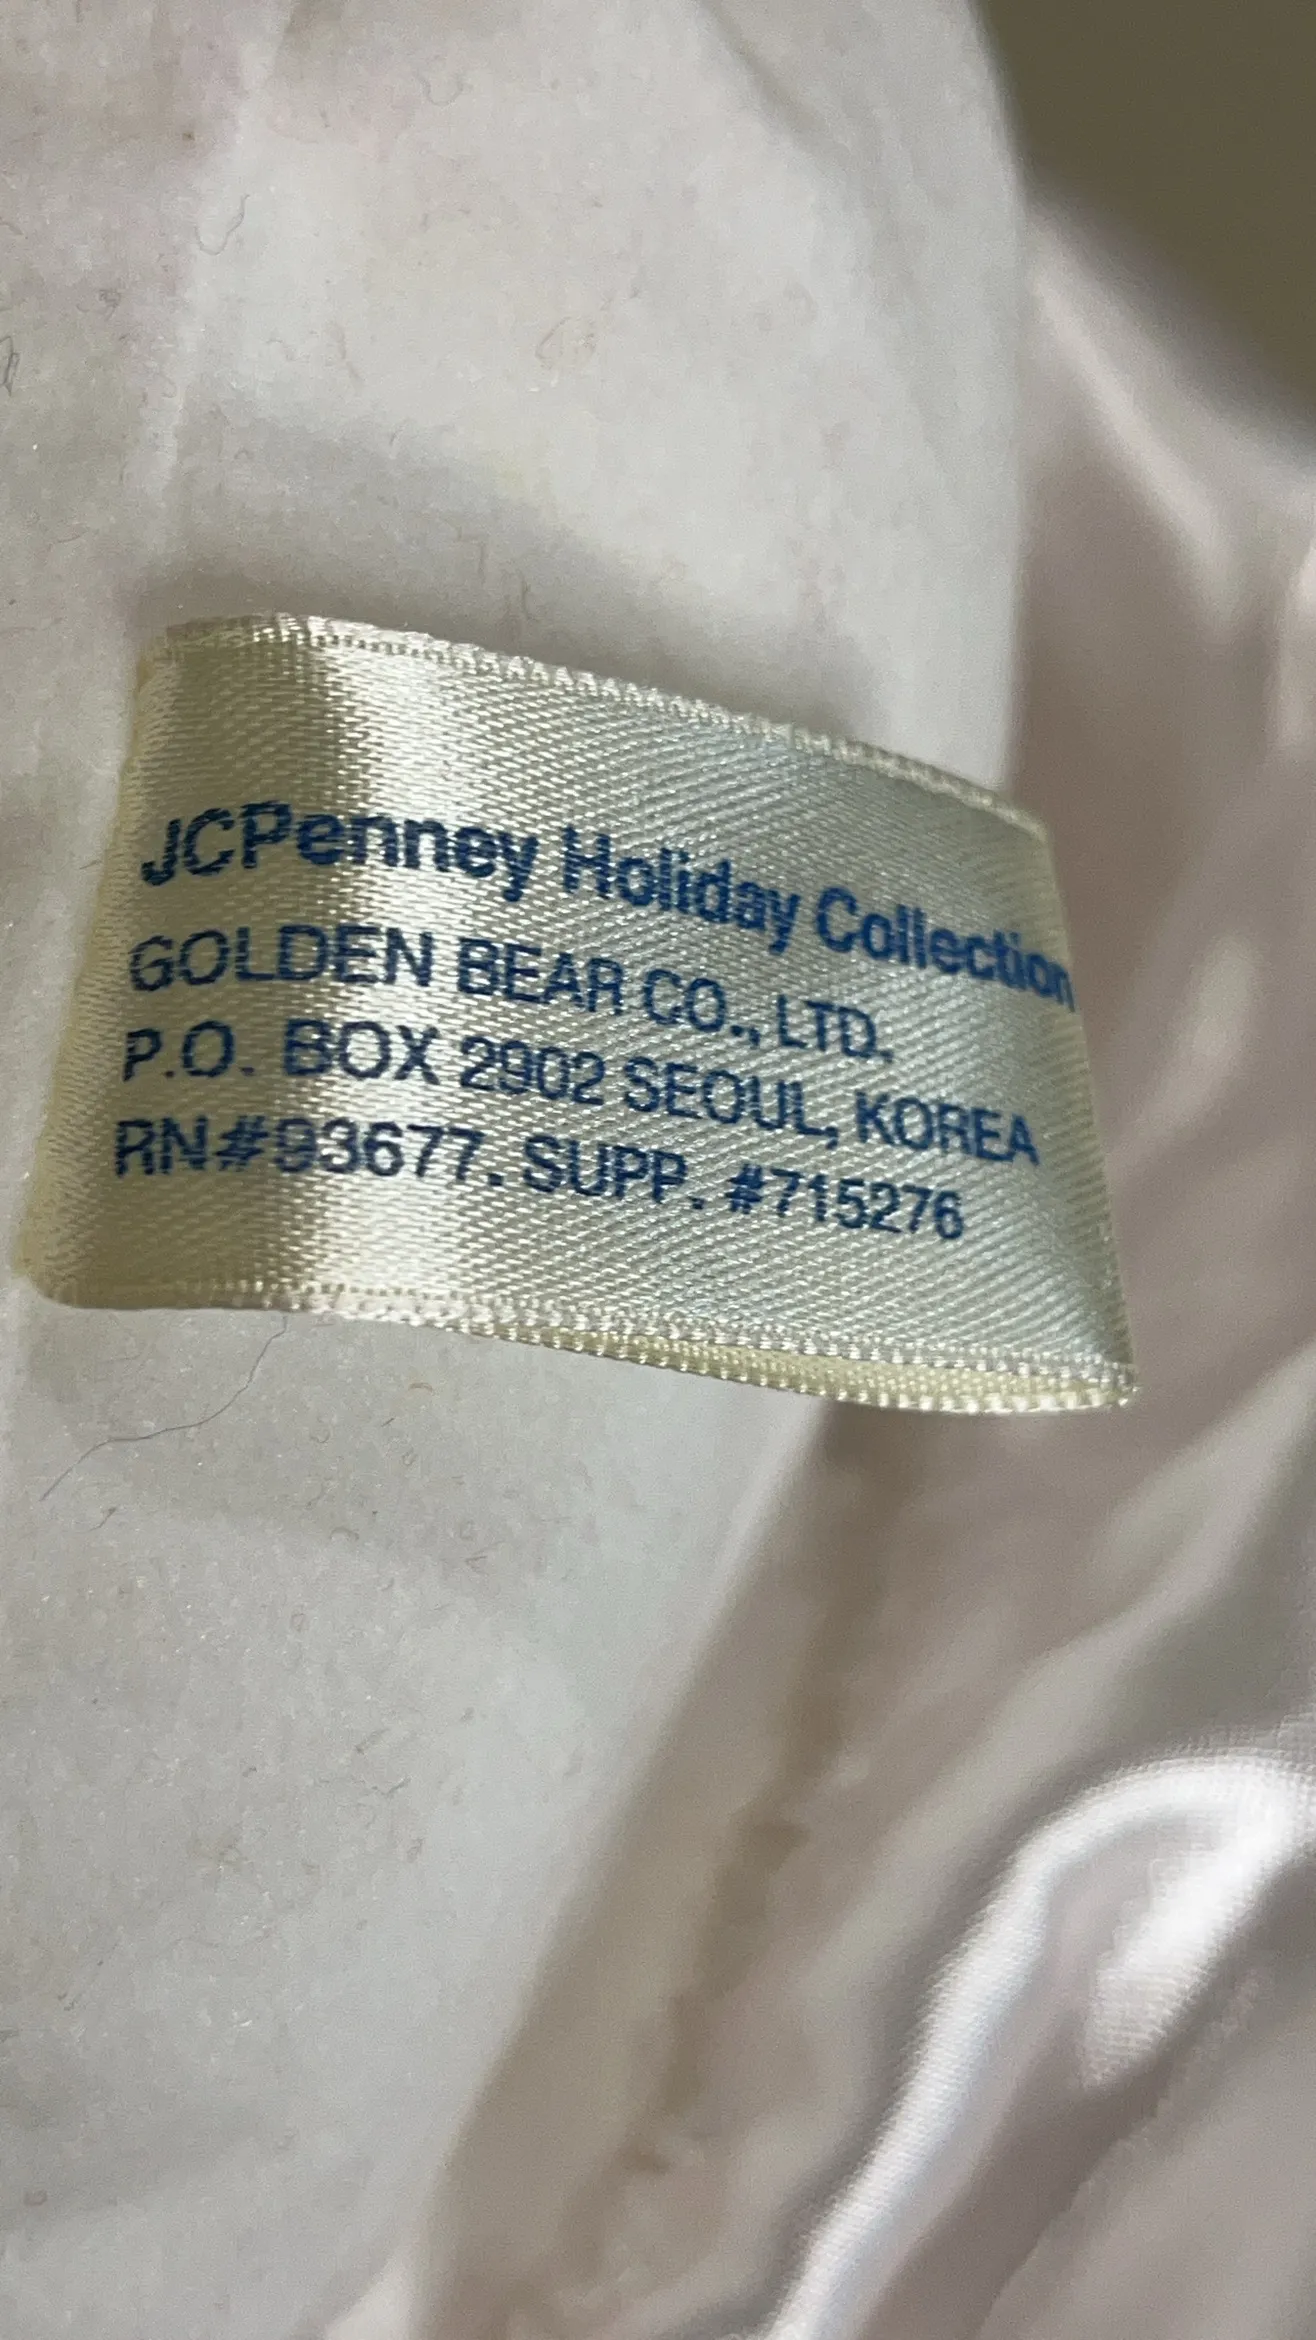 JCPenney Holiday Collection
GOLDEN BEAR CO., LTD.
P.O. BOX 2902 SEOUL, KOREA
RN#93677. SUPP. #715276